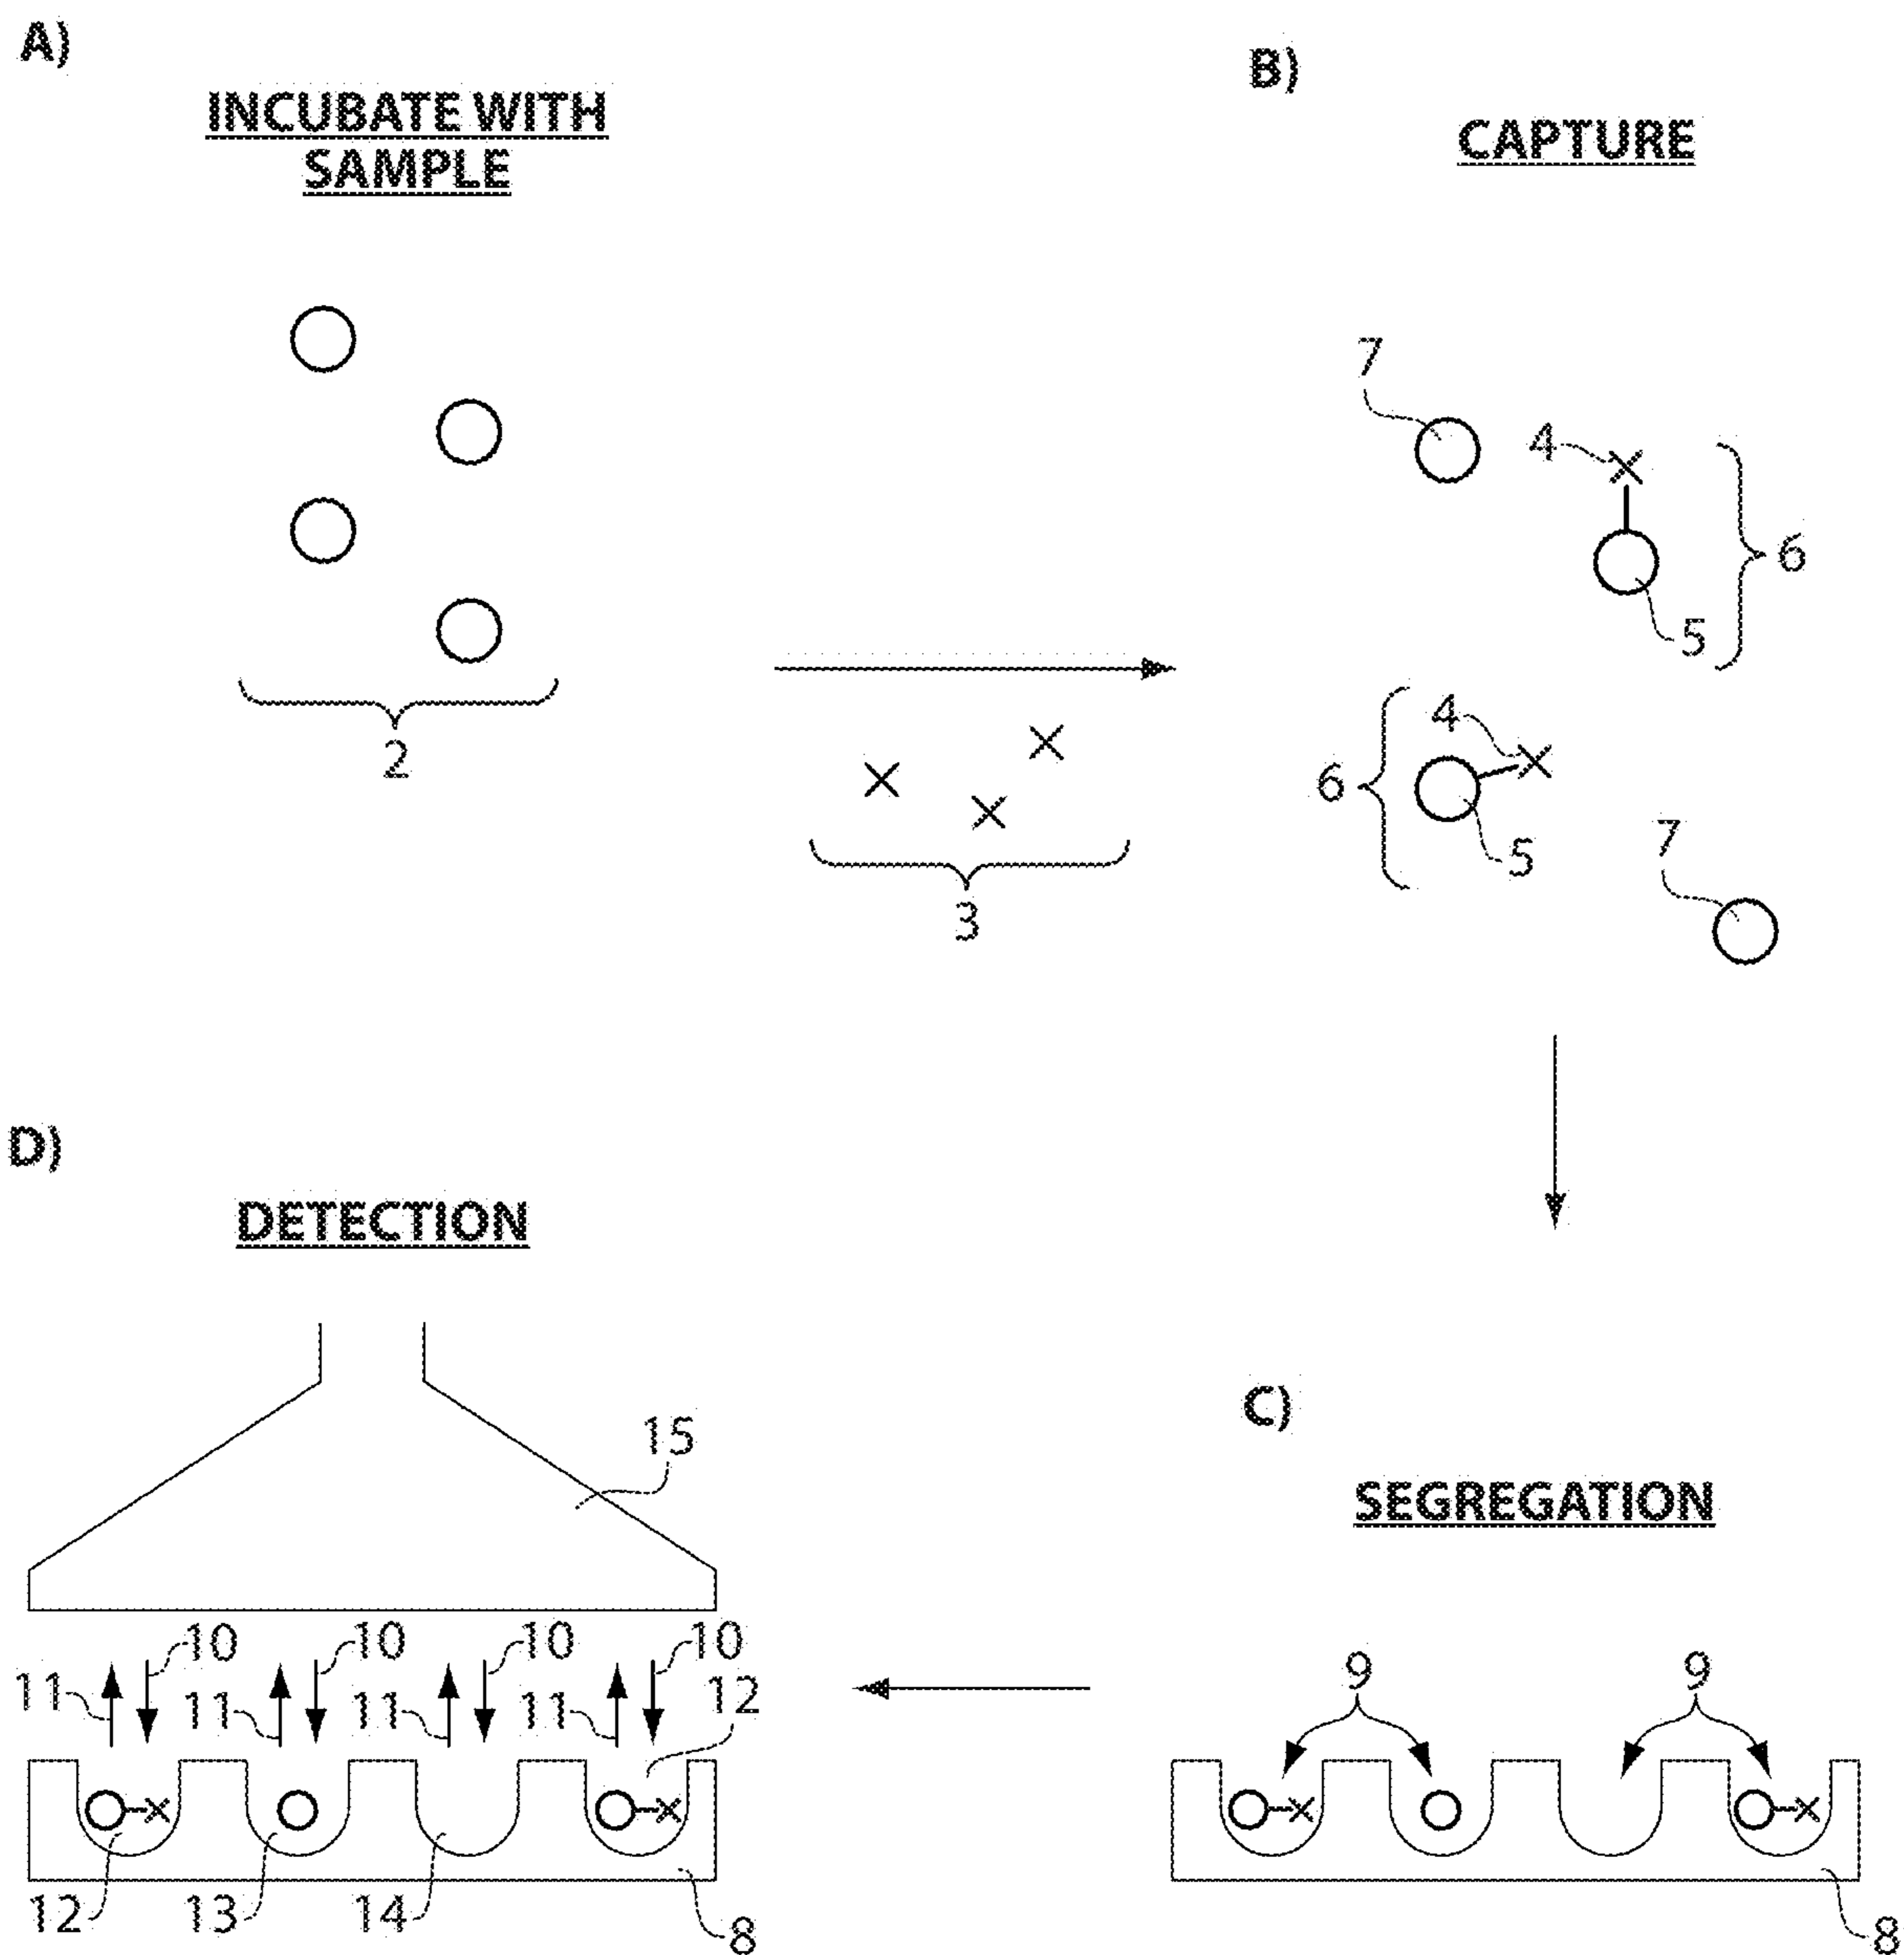 A)
INCUBATE WITH
SAMPLE
2
3
B)
CAPTURE
7
4
6
5
4
6
5
7
C)
SEGREGATION
9 9
8
D)
DETECTION
15
10 10 10 10
11 11 11 11 12
12 13 14 8